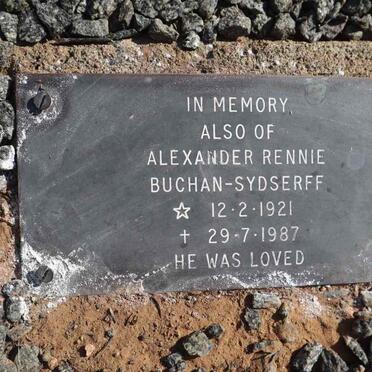 IN MEMORY
ALSO OF
ALEXANDER RENNIE
BUCHAN-SYDSERFF
☆ 12·2·1921
† 29·7·1987
HE WAS LOVED